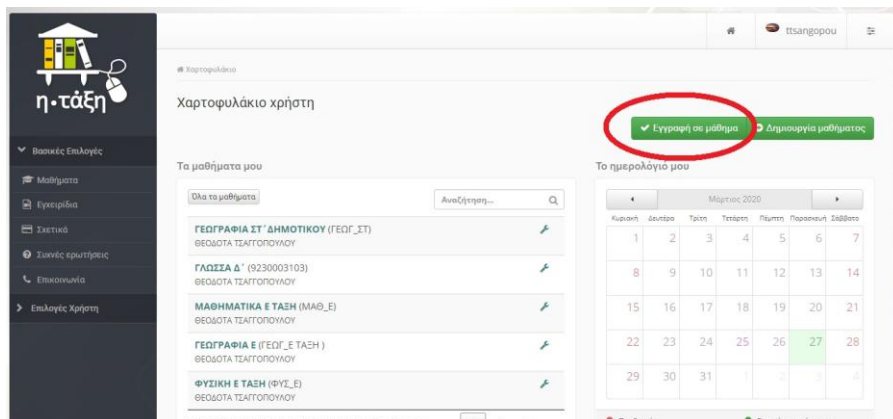 ttsangopou
η·τάξη
Χαρτοφυλάκιο
Χαρτοφυλάκιο χρήστη
Εγγραφή σε μάθημα
Δημιουργία μαθήματος
Βασικές Επιλογές
Μαθήματα
Εγχειρίδια
Σχετικά
Συχνές ερωτήσεις
Επικοινωνία
Επιλογές Χρήστη
Τα μαθήματα μου
Όλα τα μαθήματα
Αναζήτηση...
ΓΕΩΓΡΑΦΙΑ ΣΤ΄ΔΗΜΟΤΙΚΟΥ (ΓΕΩΓ_ΣΤ)
ΘΕΟΔΟΤΑ ΤΣΑΓΓΟΠΟΥΛΟΥ
ΓΛΩΣΣΑ Δ΄ (9230003103)
ΘΕΟΔΟΤΑ ΤΣΑΓΓΟΠΟΥΛΟΥ
ΜΑΘΗΜΑΤΙΚΑ Ε ΤΑΞΗ (ΜΑΘ_Ε)
ΘΕΟΔΟΤΑ ΤΣΑΓΓΟΠΟΥΛΟΥ
ΓΕΩΓΡΑΦΙΑ Ε (ΓΕΩΓ_Ε ΤΑΞΗ )
ΘΕΟΔΟΤΑ ΤΣΑΓΓΟΠΟΥΛΟΥ
ΦΥΣΙΚΗ Ε ΤΑΞΗ (ΦΥΣ_Ε)
ΘΕΟΔΟΤΑ ΤΣΑΓΓΟΠΟΥΛΟΥ
Το ημερολόγιό μου
Μάρτιος 2020
Κυριακή Δευτέρα Τρίτη Τετάρτη Πέμπτη Παρασκευή Σάββατο
1 2 3 4 5 6 7
8 9 10 11 12 13 14
15 16 17 18 19 20 21
22 23 24 25 26 27 28
29 30 31 1 2 3 4